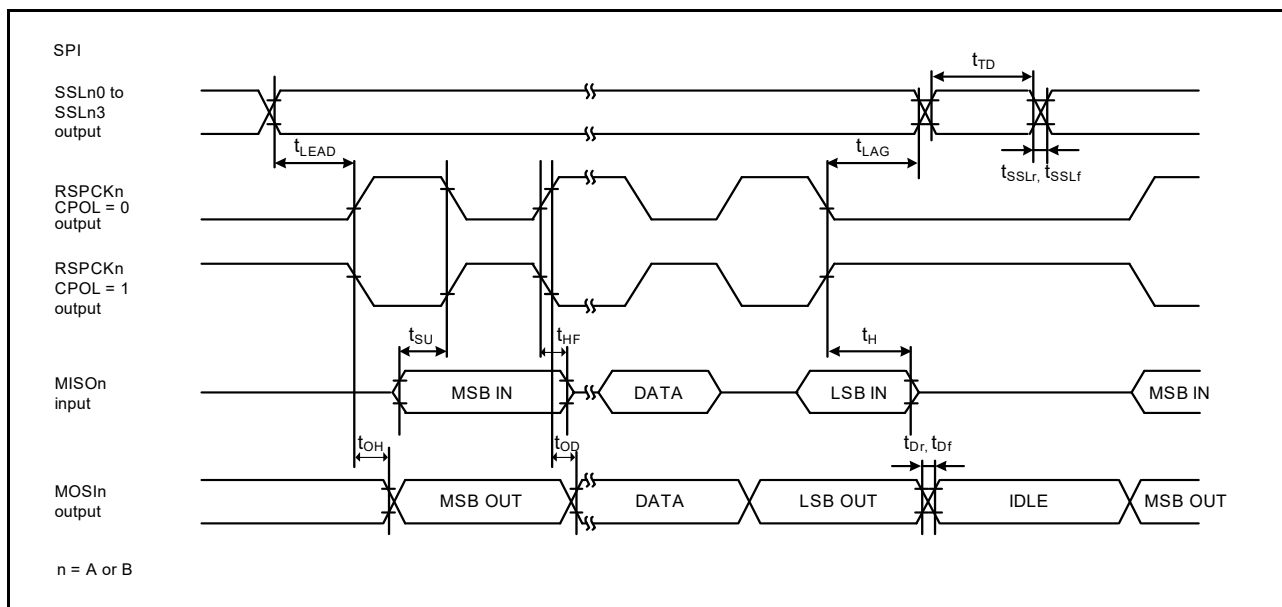 SPI
SSLn0 to
SSLn3
output
tTD
tLEAD
tLAG
tSSLr, tSSLf
RSPCKn
CPOL = 0
output
RSPCKn
CPOL = 1
output
tSU
tHF
tH
MISOn
input
MSB IN
DATA
LSB IN
MSB IN
tOH
tOD
tDr, tDf
MOSIn
output
MSB OUT
DATA
LSB OUT
IDLE
MSB OUT
n = A or B